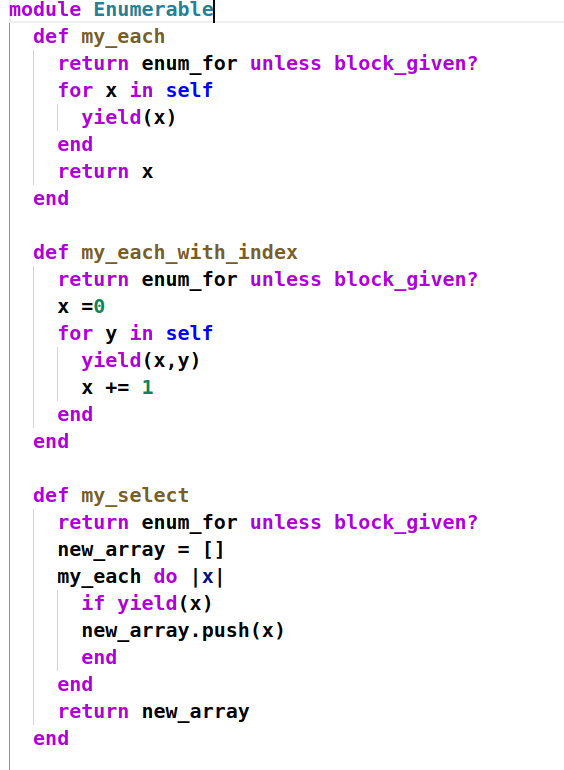 module Enumerable
  def my_each
    return enum_for unless block_given?
    for x in self
      yield(x)
    end
    return x
  end

  def my_each_with_index
    return enum_for unless block_given?
    x =0
    for y in self
      yield(x,y)
      x += 1
    end
  end

  def my_select
    return enum_for unless block_given?
    new_array = []
    my_each do |x|
      if yield(x)
      new_array.push(x)
      end
    end
    return new_array
  end